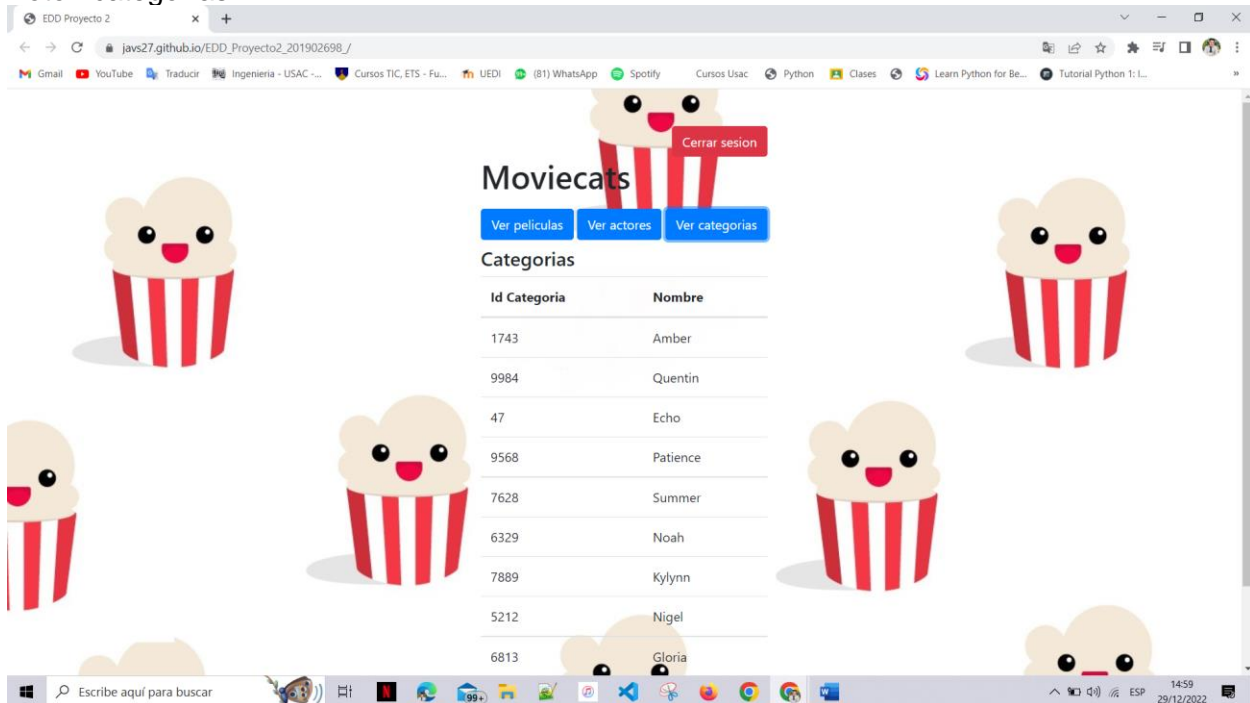 EDD Proyecto 2
javs27.github.io/EDD_Proyecto2_201902698_/
Gmail YouTube Traducir Ingenieria - USAC -... Cursos TIC, ETS - Fu... UEDI (81) WhatsApp Spotify Cursos Usac Python Clases Learn Python for Be... Tutorial Python 1: I...
Cerrar sesion
Moviecats
Ver peliculas Ver actores Ver categorias
Categorias
Id Categoria Nombre
1743 Amber
9984 Quentin
47 Echo
9568 Patience
7628 Summer
6329 Noah
7889 Kylynn
5212 Nigel
6813 Gloria
Escribe aquí para buscar 99+ ESP 14:59
29/12/2022